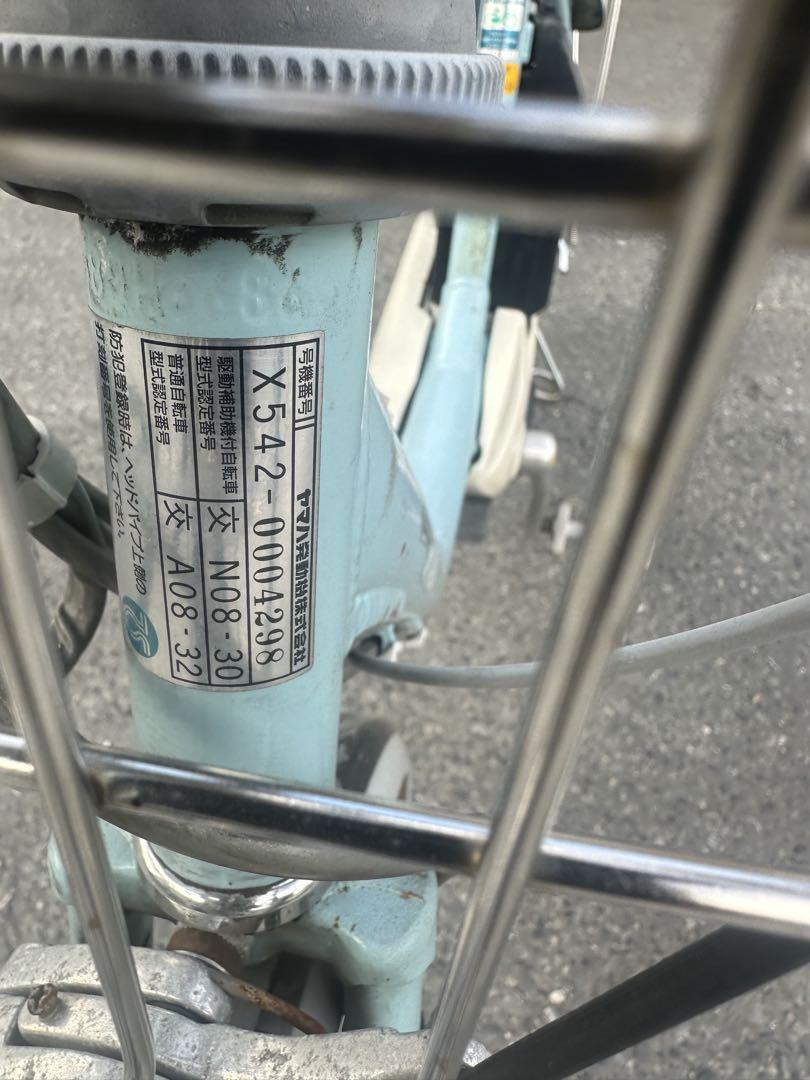 号機番号 ヤマハ発動機株式会社
X542-0004298
駆動補助機付自転車
型式認定番号
交 N08-30
普通自転車
型式認定番号
交 A08-32
防犯登録時は、ヘッドパイプ上側の
打刻番号を使用して下さい。